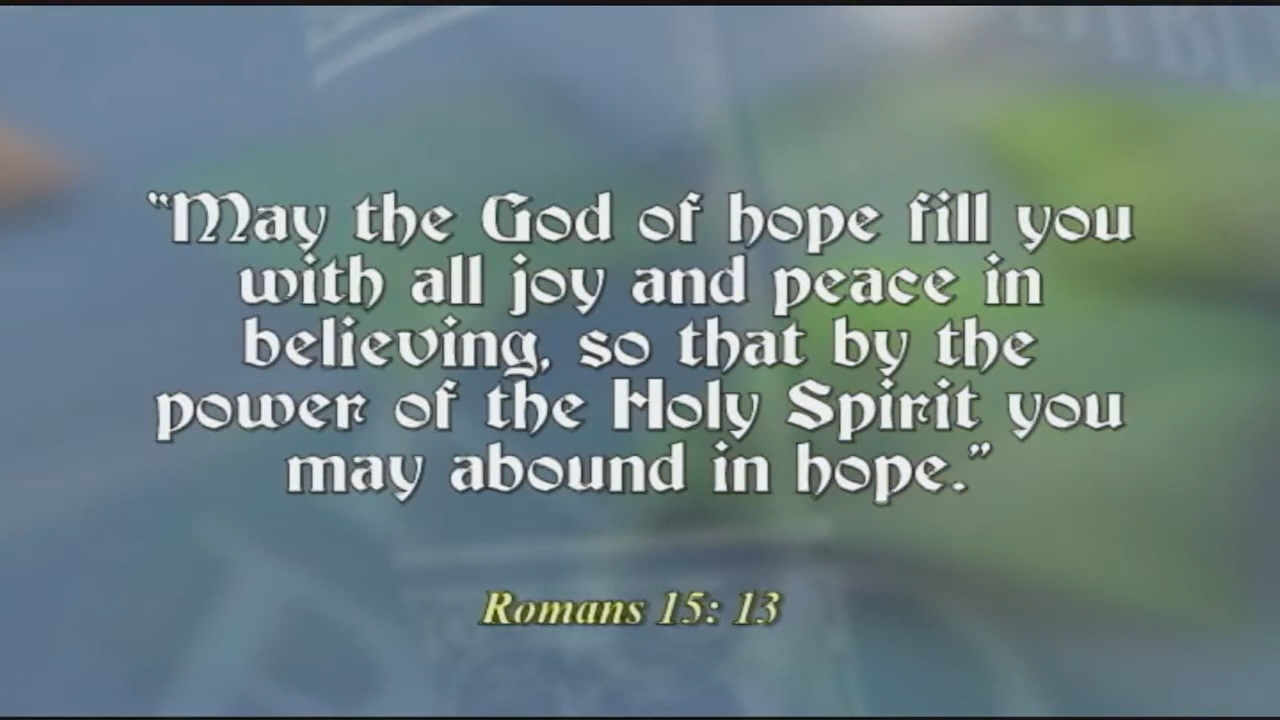 “May the God of hope fill you
with all joy and peace in
believing, so that by the
power of the Holy Spirit you
may abound in hope.”
Romans 15: 13